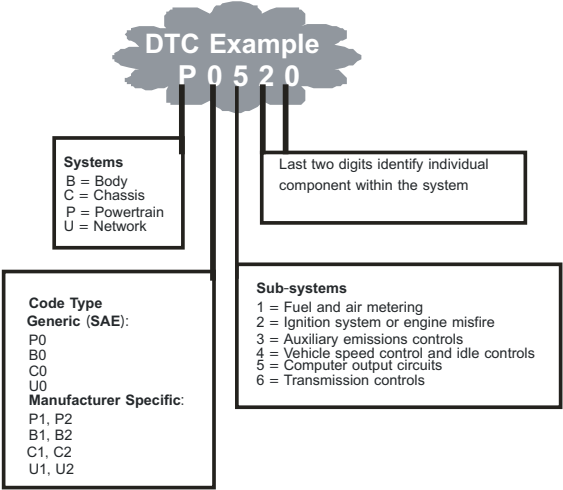 DTC Example
P 0 5 2 0
Systems
B = Body
C = Chassis
P = Powertrain
U = Network
Last two digits identify individual
component within the system
Code Type
Generic (SAE):
P0
B0
C0
U0
Manufacturer Specific:
P1, P2
B1, B2
C1, C2
U1, U2
Sub-systems
1 = Fuel and air metering
2 = Ignition system or engine misfire
3 = Auxiliary emissions controls
4 = Vehicle speed control and idle controls
5 = Computer output circuits
6 = Transmission controls